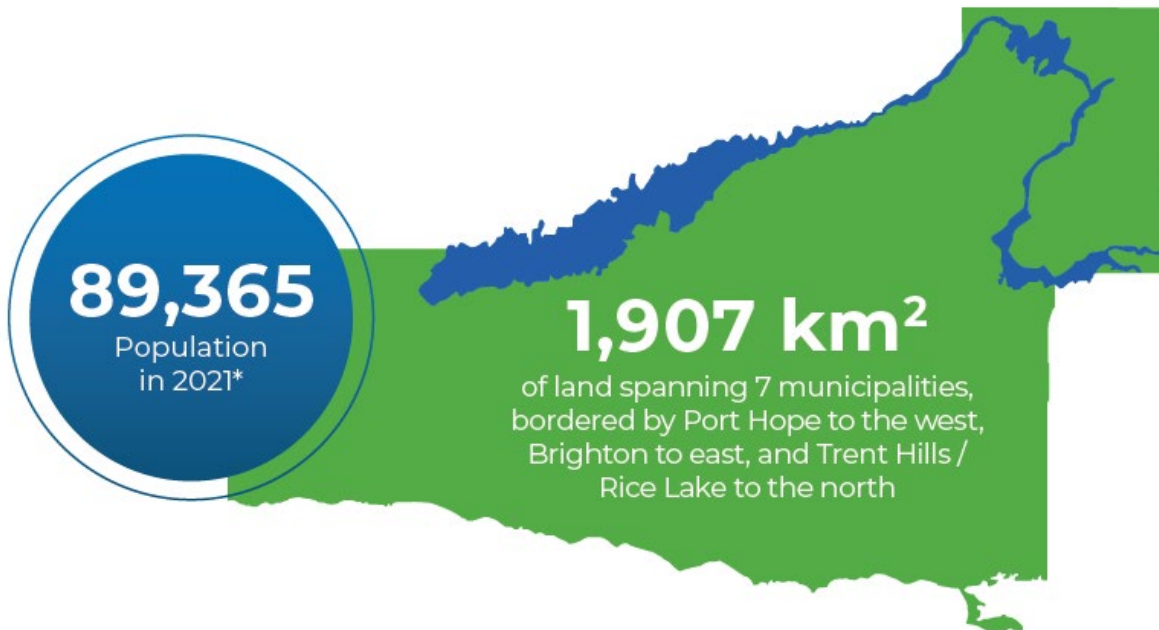 89,365
Population
in 2021*
1,907 km²
of land spanning 7 municipalities,
bordered by Port Hope to the west,
Brighton to east, and Trent Hills /
Rice Lake to the north